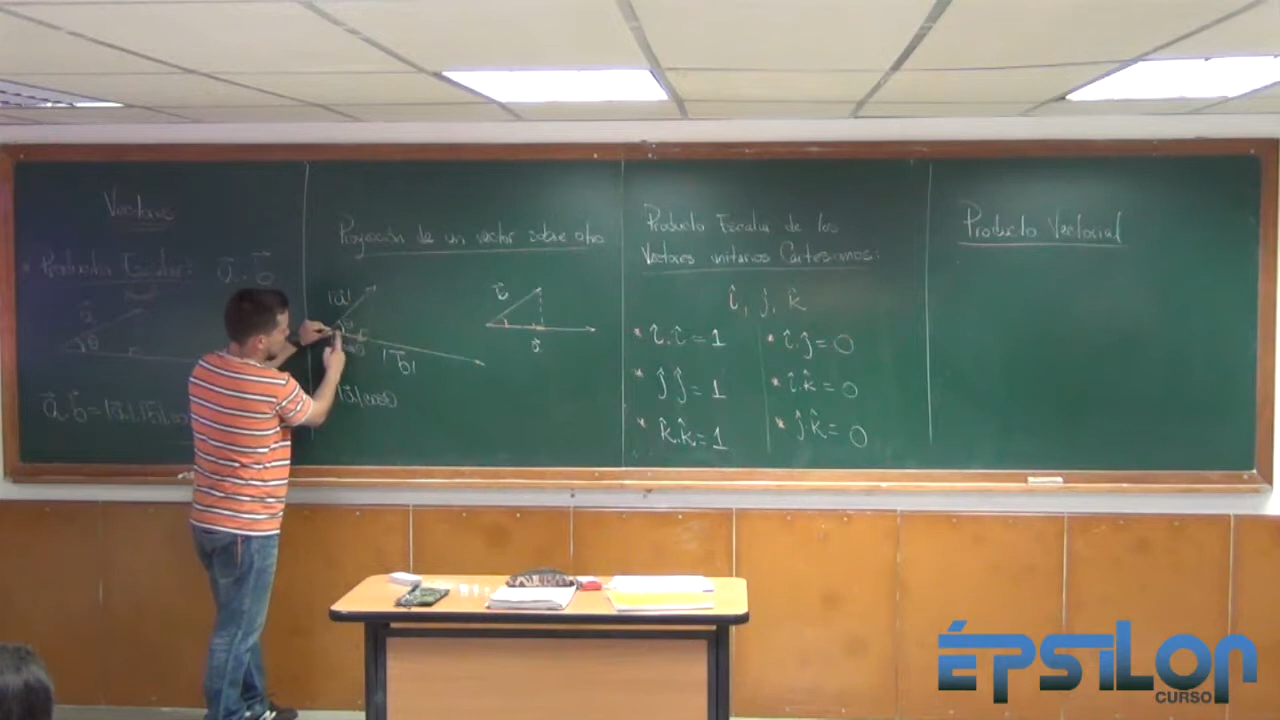 Vectores
* Producto Escalar:
a⃗ . b⃗
a⃗
θ
a⃗.b⃗ = |a⃗|.|b⃗|.cos
Proyección de un vector sobre otro
|a⃗|
|b⃗|
|a⃗|cosθ
Producto Escalar de los
Vectores unitarios Cartesianos:
î, ĵ, k̂
* î.î = 1
* î.ĵ = 0
* ĵ.ĵ = 1
* î.k̂ = 0
* k̂.k̂ = 1
* ĵ.k̂ = 0
Producto Vectorial
ÉPSILON
CURSO